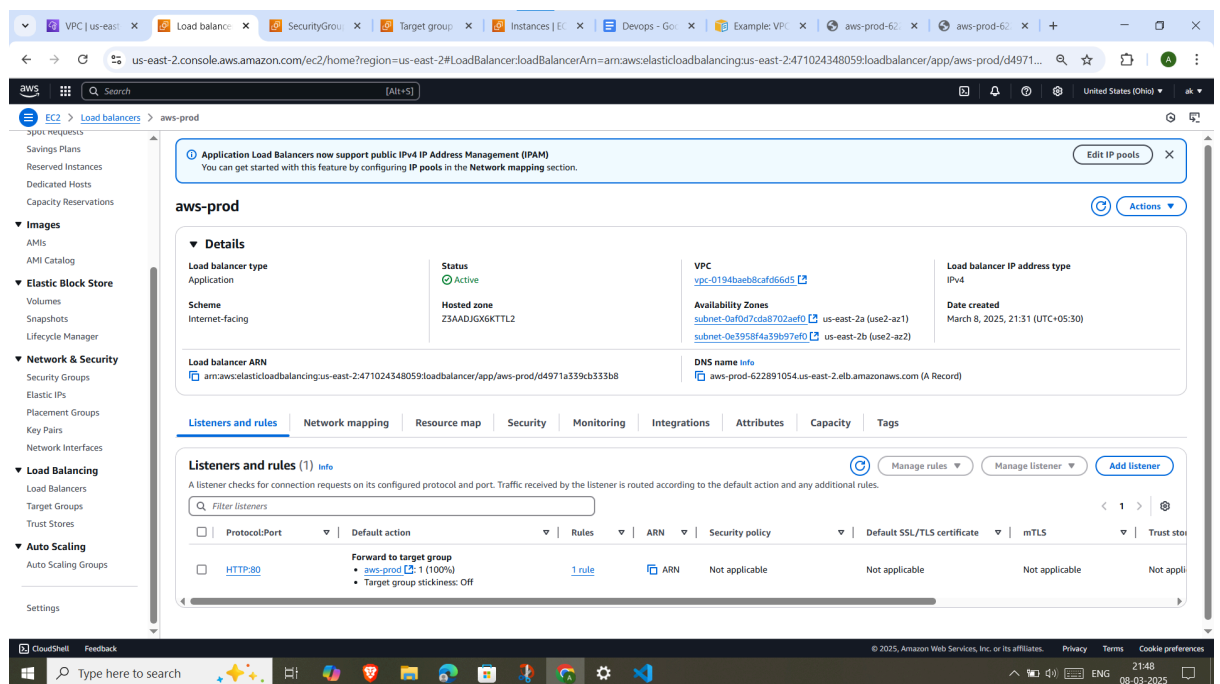 VPC | us-east
Load balance
SecurityGrou
Target group
Instances | EC
Devops - Goo
Example: VPC
aws-prod-62
aws-prod-62
us-east-2.console.aws.amazon.com/ec2/home?region=us-east-2#LoadBalancer:loadBalancerArn=arn:aws:elasticloadbalancing:us-east-2:471024348059:loadbalancer/app/aws-prod/d4971...
A
aws
Search
[Alt+S]
United States (Ohio)
ak
EC2 > Load balancers > aws-prod
Spot Requests
Savings Plans
Reserved Instances
Dedicated Hosts
Capacity Reservations
Images
AMIs
AMI Catalog
Elastic Block Store
Volumes
Snapshots
Lifecycle Manager
Network & Security
Security Groups
Elastic IPs
Placement Groups
Key Pairs
Network Interfaces
Load Balancing
Load Balancers
Target Groups
Trust Stores
Auto Scaling
Auto Scaling Groups
Settings
Application Load Balancers now support public IPv4 IP Address Management (IPAM)
You can get started with this feature by configuring IP pools in the Network mapping section.
Edit IP pools
aws-prod
Actions
Details
Load balancer type
Application
Status
Active
VPC
vpc-0194baeb8cafd66d5
Load balancer IP address type
IPv4
Scheme
Internet-facing
Hosted zone
Z3AADJGX6KTTL2
Availability Zones
subnet-0af0d7cda8702aef0 us-east-2a (use2-az1)
subnet-0e3958f4a39b97ef0 us-east-2b (use2-az2)
Date created
March 8, 2025, 21:31 (UTC+05:30)
Load balancer ARN
arn:aws:elasticloadbalancing:us-east-2:471024348059:loadbalancer/app/aws-prod/d4971a339cb333b8
DNS name Info
aws-prod-622891054.us-east-2.elb.amazonaws.com (A Record)
Listeners and rules
Network mapping
Resource map
Security
Monitoring
Integrations
Attributes
Capacity
Tags
Listeners and rules (1) Info
Manage rules
Manage listener
Add listener
A listener checks for connection requests on its configured protocol and port. Traffic received by the listener is routed according to the default action and any additional rules.
Filter listeners
1
Protocol:Port
Default action
Rules
ARN
Security policy
Default SSL/TLS certificate
mTLS
Trust stor
HTTP:80
Forward to target group
• aws-prod : 1 (100%)
• Target group stickiness: Off
1 rule
ARN
Not applicable
Not applicable
Not applicable
Not appli
CloudShell
Feedback
© 2025, Amazon Web Services, Inc. or its affiliates.
Privacy
Terms
Cookie preferences
Type here to search
ENG
21:48
08-03-2025